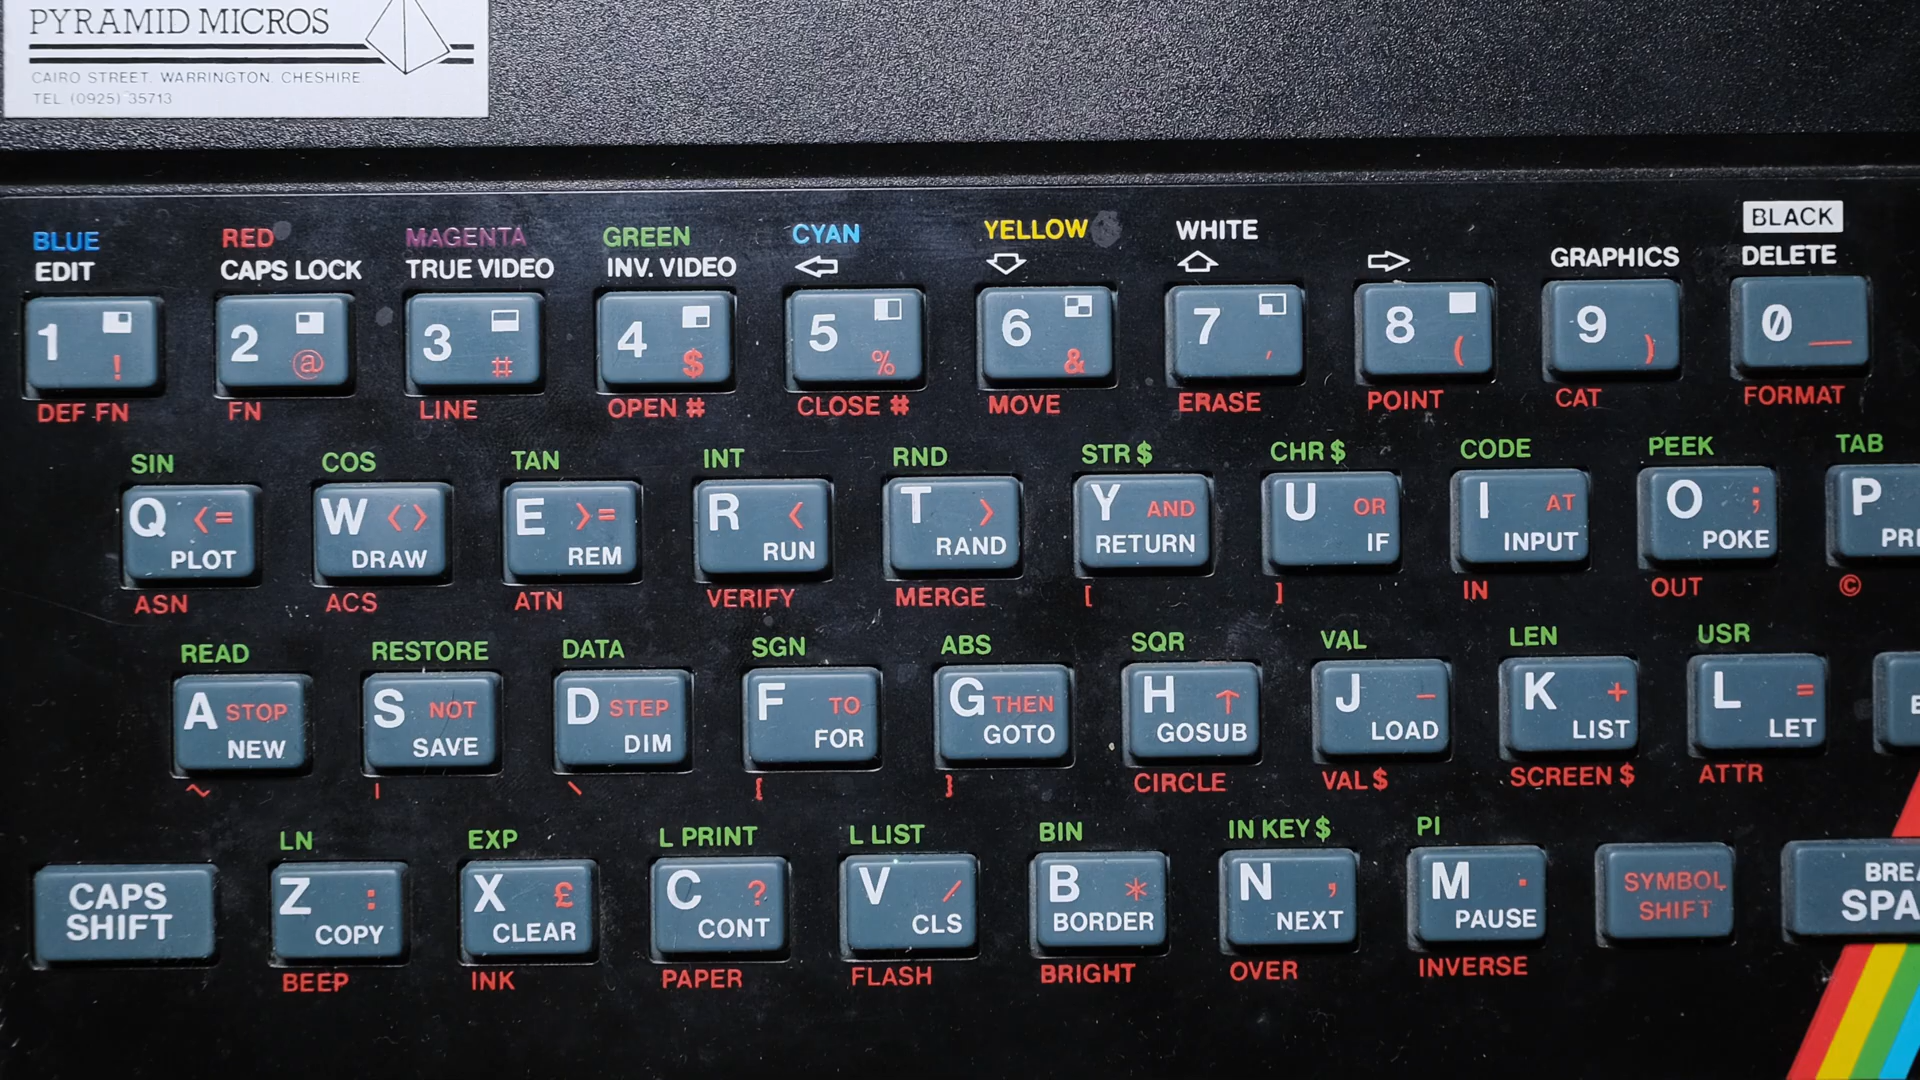 PYRAMID MICROS
CAIRO STREET. WARRINGTON. CHESHIRE.
TEL. (0925) 35713
BLUE RED MAGENTA GREEN CYAN YELLOW WHITE BLACK
EDIT CAPS LOCK TRUE VIDEO INV. VIDEO GRAPHICS DELETE
1 ! 2 @ 3 # 4 $ 5 % 6 & 7 ' 8 ( 9 ) 0 _
DEF FN FN LINE OPEN # CLOSE # MOVE ERASE POINT CAT FORMAT
SIN COS TAN INT RND STR $ CHR $ CODE PEEK TAB
Q <= W <> E >= R < T > Y AND U OR I AT O ; P
PLOT DRAW REM RUN RAND RETURN IF INPUT POKE PRI
ASN ACS ATN VERIFY MERGE [ ] IN OUT ©
READ RESTORE DATA SGN ABS SQR VAL LEN USR
A STOP S NOT D STEP F TO G THEN H ↑ J − K + L =
NEW SAVE DIM FOR GOTO GOSUB LOAD LIST LET E
~ | \ { } CIRCLE VAL $ SCREEN $ ATTR
LN EXP L PRINT L LIST BIN IN KEY $ PI
CAPS SHIFT Z : X £ C ? V / B * N , M . SYMBOL SHIFT BREA
COPY CLEAR CONT CLS BORDER NEXT PAUSE SPA
BEEP INK PAPER FLASH BRIGHT OVER INVERSE